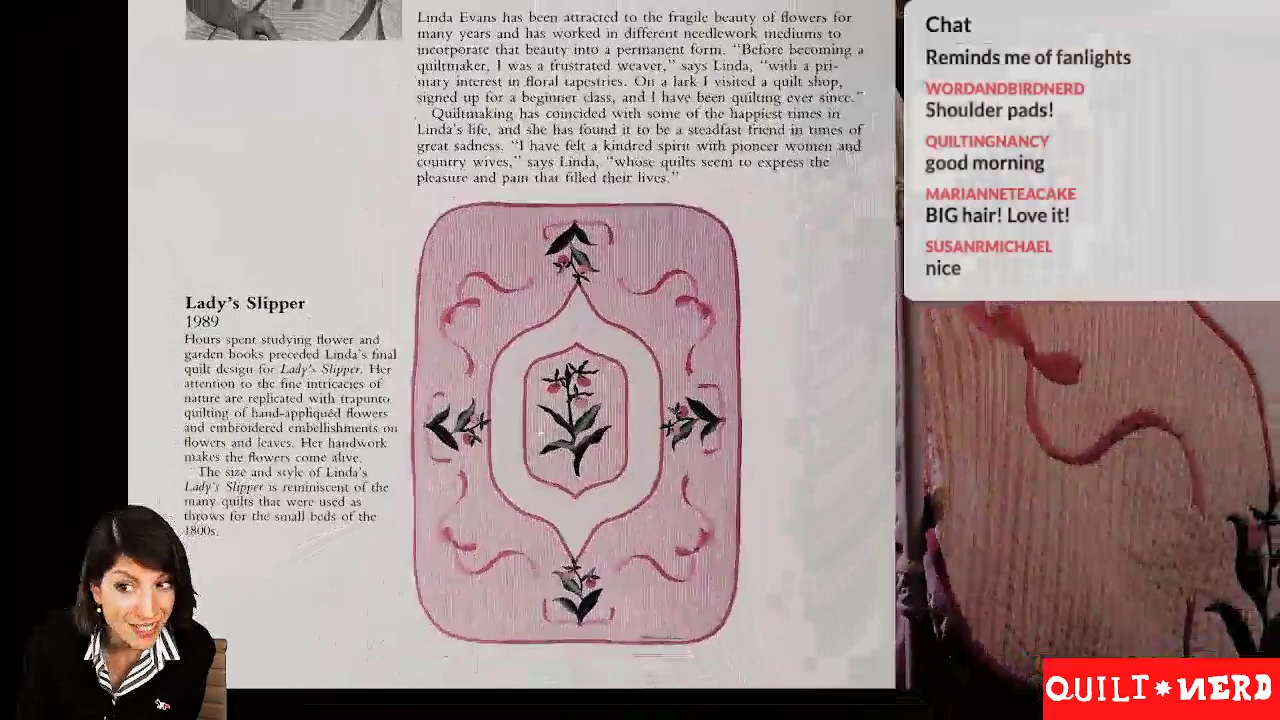 Linda Evans has been attracted to the fragile beauty of flowers for
many years and has worked in different needlework mediums to
incorporate that beauty into a permanent form. “Before becoming a
quiltmaker, I was a frustrated weaver,” says Linda, “with a pri-
mary interest in floral tapestries. On a lark I visited a quilt shop,
signed up for a beginner class, and I have been quilting ever since.”
Quiltmaking has coincided with some of the happiest times in
Linda’s life, and she has found it to be a steadfast friend in times of
great sadness. “I have felt a kindred spirit with pioneer women and
country wives,” says Linda, “whose quilts seem to express the
pleasure and pain that filled their lives.”
Lady’s Slipper
1989
Hours spent studying flower and
garden books preceded Linda’s final
quilt design for Lady’s Slipper. Her
attention to the fine intricacies of
nature are replicated with trapunto
quilting of hand-appliquéd flowers
and embroidered embellishments on
flowers and leaves. Her handwork
makes the flowers come alive.
The size and style of Linda’s
Lady’s Slipper is reminiscent of the
many quilts that were used as
throws for the small beds of the
1800s.
Chat
Reminds me of fanlights
WORDANDBIRDNERD
Shoulder pads!
QUILTINGNANCY
good morning
MARIANNETEACAKE
BIG hair! Love it!
SUSANRMICHAEL
nice
QUILT★NERD